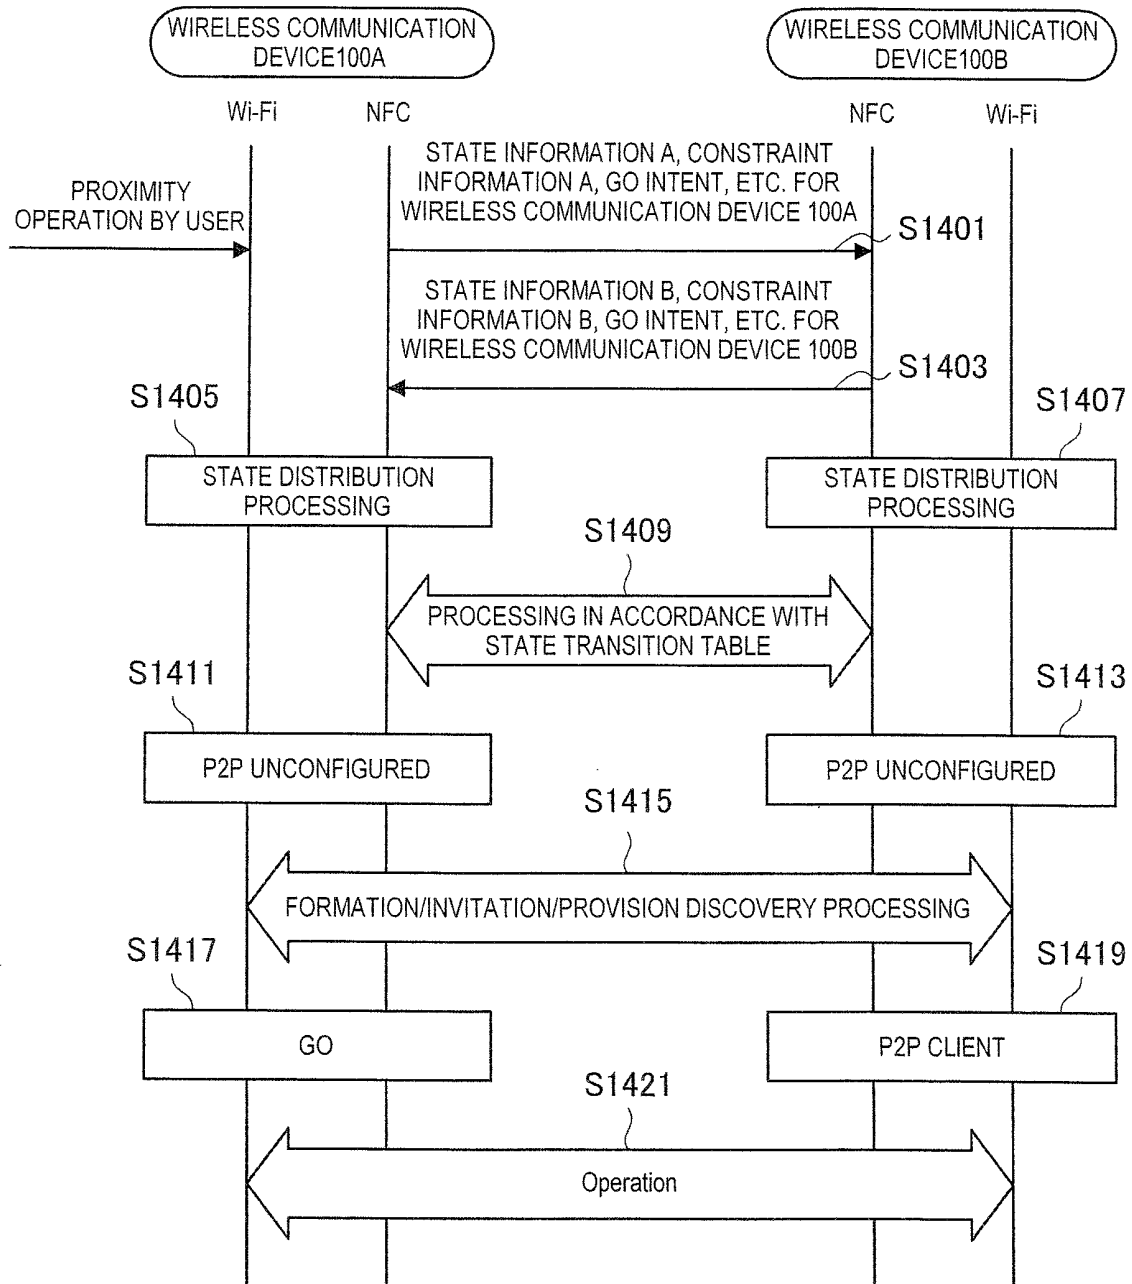 WIRELESS COMMUNICATION
DEVICE100A
WIRELESS COMMUNICATION
DEVICE100B
Wi-Fi
NFC
NFC
Wi-Fi
PROXIMITY
OPERATION BY USER
STATE INFORMATION A, CONSTRAINT
INFORMATION A, GO INTENT, ETC. FOR
WIRELESS COMMUNICATION DEVICE 100A
S1401
STATE INFORMATION B, CONSTRAINT
INFORMATION B, GO INTENT, ETC. FOR
WIRELESS COMMUNICATION DEVICE 100B
S1403
S1405
S1407
STATE DISTRIBUTION
PROCESSING
STATE DISTRIBUTION
PROCESSING
S1409
PROCESSING IN ACCORDANCE WITH
STATE TRANSITION TABLE
S1411
S1413
P2P UNCONFIGURED
P2P UNCONFIGURED
S1415
FORMATION/INVITATION/PROVISION DISCOVERY PROCESSING
S1417
S1419
GO
P2P CLIENT
S1421
Operation